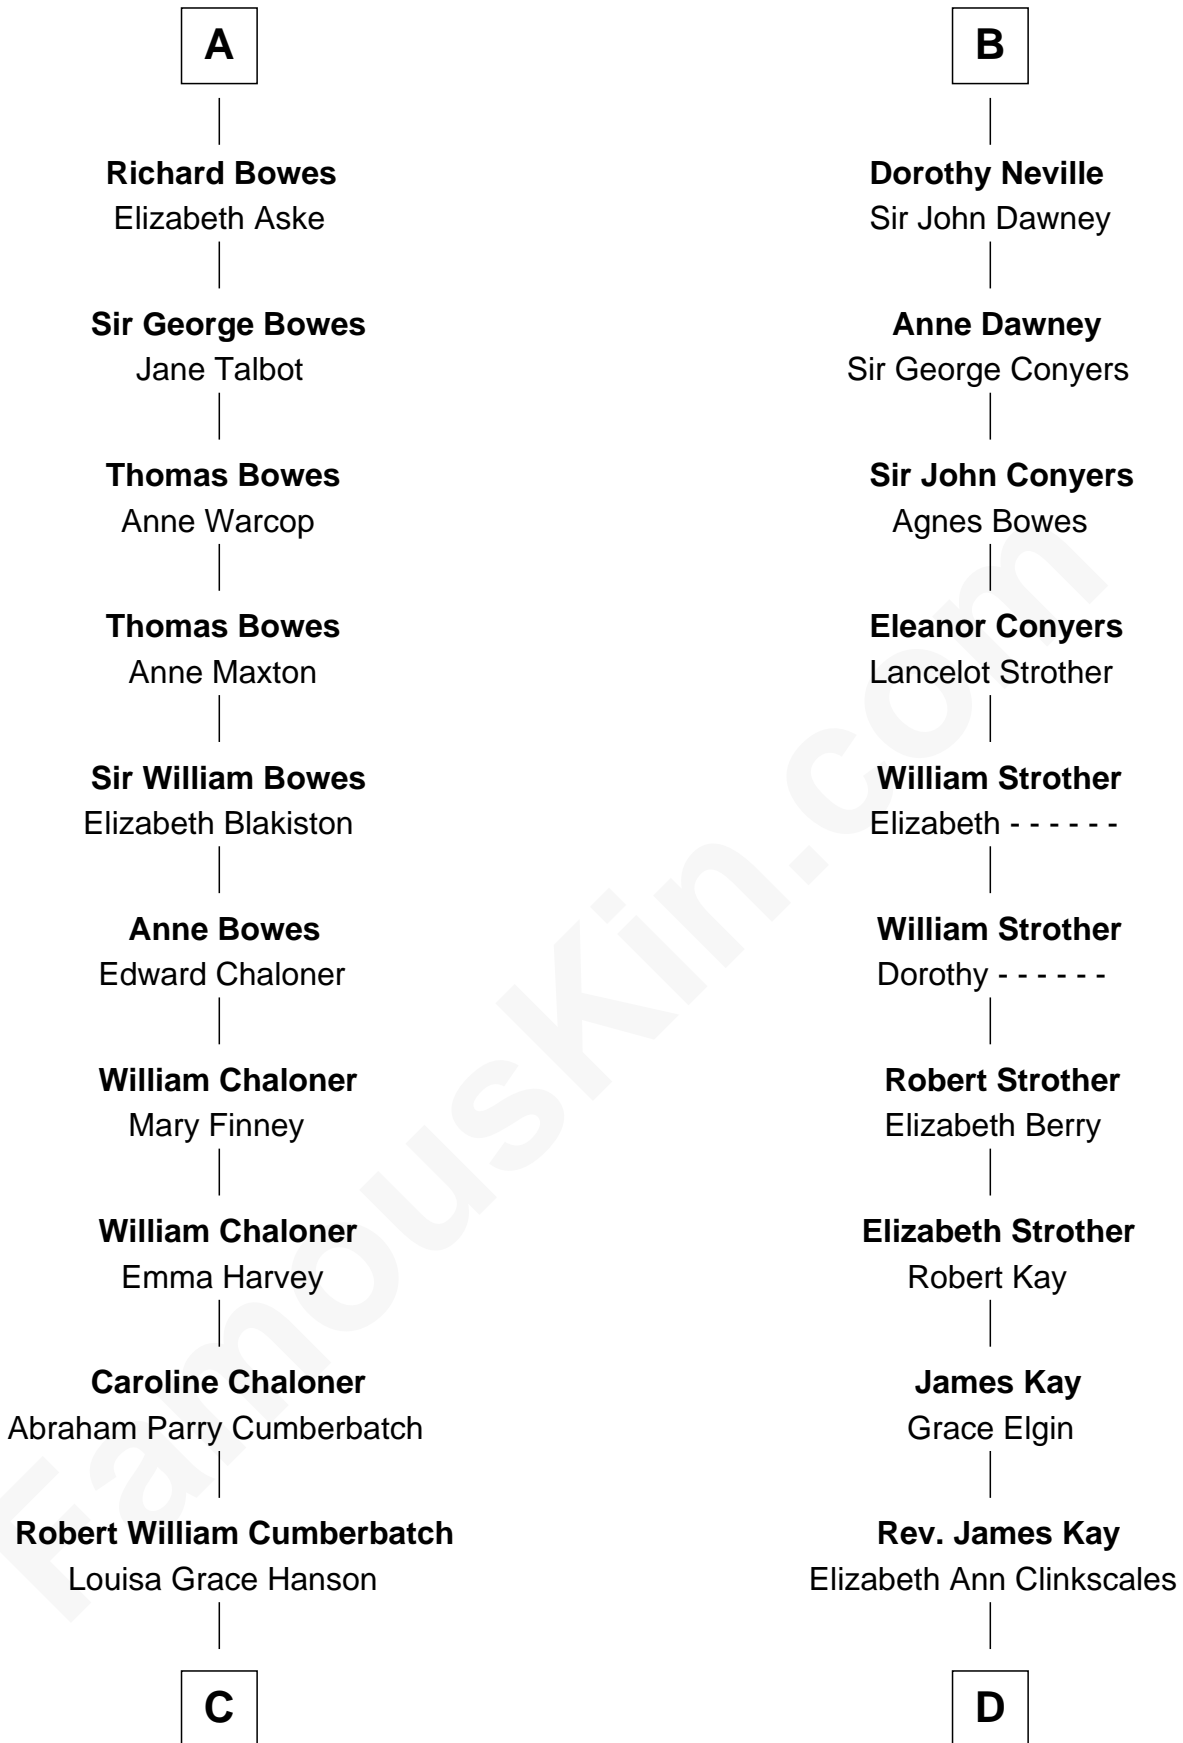 A
Richard Bowes
Elizabeth Aske
Sir George Bowes
Jane Talbot
Thomas Bowes
Anne Warcop
Thomas Bowes
Anne Maxton
Sir William Bowes
Elizabeth Blakiston
Anne Bowes
Edward Chaloner
William Chaloner
Mary Finney
William Chaloner
Emma Harvey
Caroline Chaloner
Abraham Parry Cumberbatch
Robert William Cumberbatch
Louisa Grace Hanson
C
B
Dorothy Neville
Sir John Dawney
Anne Dawney
Sir George Conyers
Sir John Conyers
Agnes Bowes
Eleanor Conyers
Lancelot Strother
William Strother
Elizabeth - - - - - -
William Strother
Dorothy - - - - - -
Robert Strother
Elizabeth Berry
Elizabeth Strother
Robert Kay
James Kay
Grace Elgin
Rev. James Kay
Elizabeth Ann Clinkscales
D
FamousKin.com